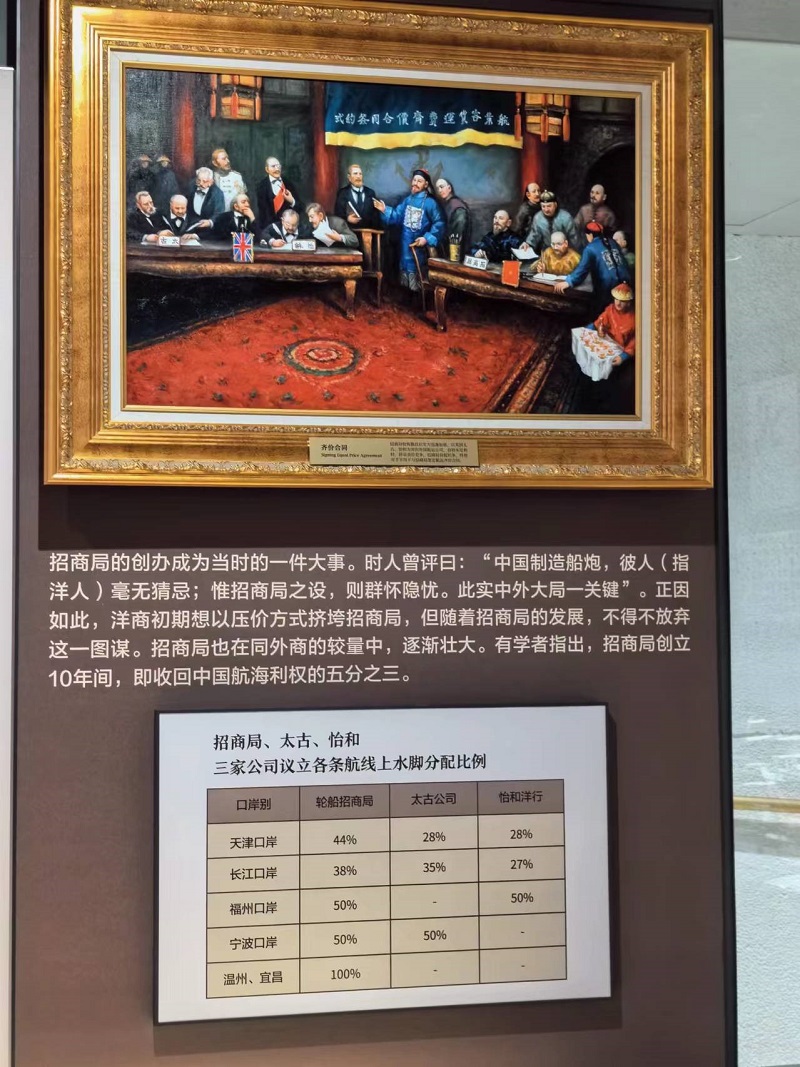 航業客貨運賣齊價合同簽約式
太古
齐价合同
Signing Equal Price Agreement
招商局的创办成为当时的一件大事。时人曾评曰：“中国制造船炮，彼人（指
洋人）毫无猜忌；惟招商局之设，则群怀隐忧。此实中外大局一关键”。正因
如此，洋商初期想以压价方式挤垮招商局，但随着招商局的发展，不得不放弃
这一图谋。招商局也在同外商的较量中，逐渐壮大。有学者指出，招商局创立
10年间，即收回中国航海利权的五分之三。
招商局、太古、怡和
三家公司议立各条航线上水脚分配比例
口岸别 轮船招商局 太古公司 怡和洋行
天津口岸 44% 28% 28%
长江口岸 38% 35% 27%
福州口岸 50% - 50%
宁波口岸 50% 50% -
温州、宜昌 100% - -